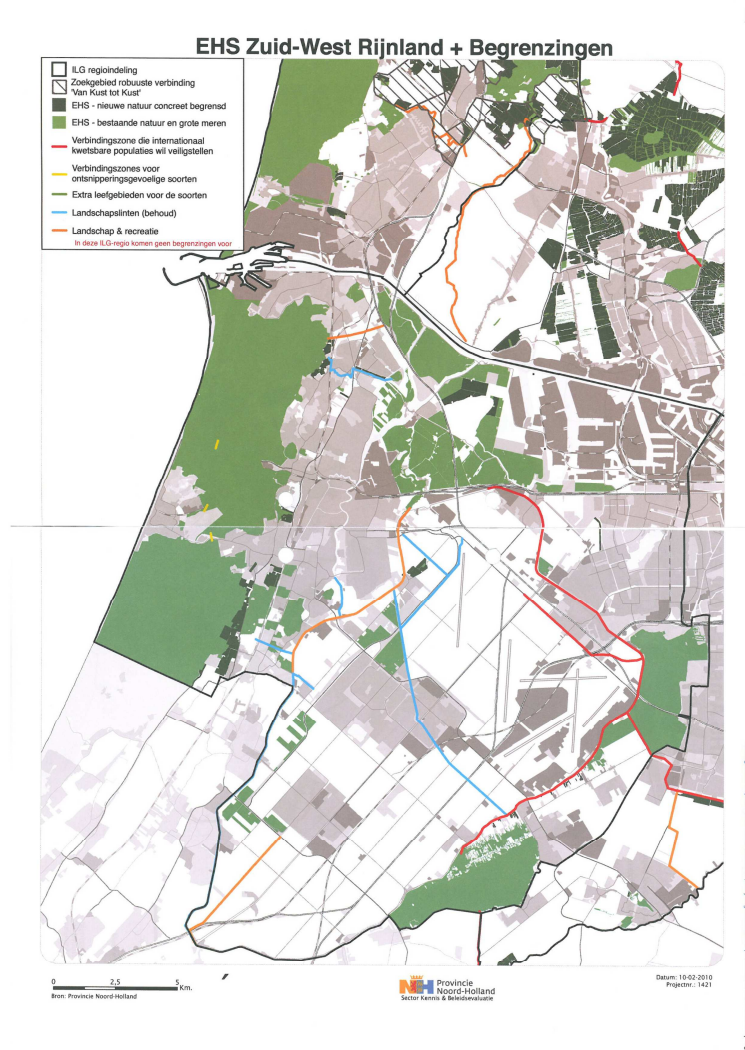 EHS Zuid-West Rijnland + Begrenzingen
ILG regioindeling
Zoekgebied robuuste verbinding
'Van Kust tot Kust'
EHS - nieuwe natuur concreet begrensd
EHS - bestaande natuur en grote meren
Verbindingszone die internationaal
kwetsbare populaties wil veiligstellen
Verbindingszones voor
ontsnipperingsgevoelige soorten
Extra leefgebieden voor de soorten
Landschapslinten (behoud)
Landschap & recreatie
In deze ILG-regio komen geen begrenzingen voor
0 2,5 5 Km.
Bron: Provincie Noord-Holland
NH Provincie
Noord-Holland
Sector Kennis & Beleidsevaluatie
Datum: 10-02-2010
Projectnr.: 1421